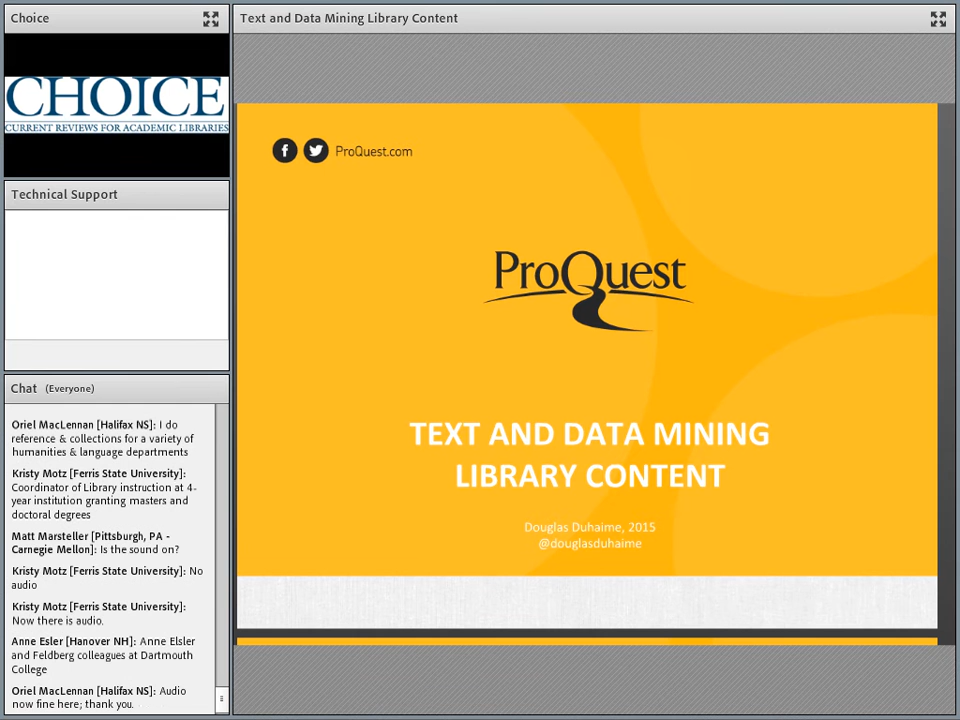 Choice
CHOICE
CURRENT REVIEWS FOR ACADEMIC LIBRARIES
Technical Support
Chat (Everyone)
Oriel MacLennan [Halifax NS]: I do
reference & collections for a variety of
humanities & language departments
Kristy Motz [Ferris State University]:
Coordinator of Library instruction at 4-
year institution granting masters and
doctoral degrees
Matt Marsteller [Pittsburgh, PA -
Carnegie Mellon]: Is the sound on?
Kristy Motz [Ferris State University]: No
audio
Kristy Motz [Ferris State University]:
Now there is audio.
Anne Esler [Hanover NH]: Anne Elsler
and Feldberg colleagues at Dartmouth
College
Oriel MacLennan [Halifax NS]: Audio
now fine here; thank you.
Text and Data Mining Library Content
ProQuest.com
ProQuest
TEXT AND DATA MINING
LIBRARY CONTENT
Douglas Duhaime, 2015
@douglasduhaime